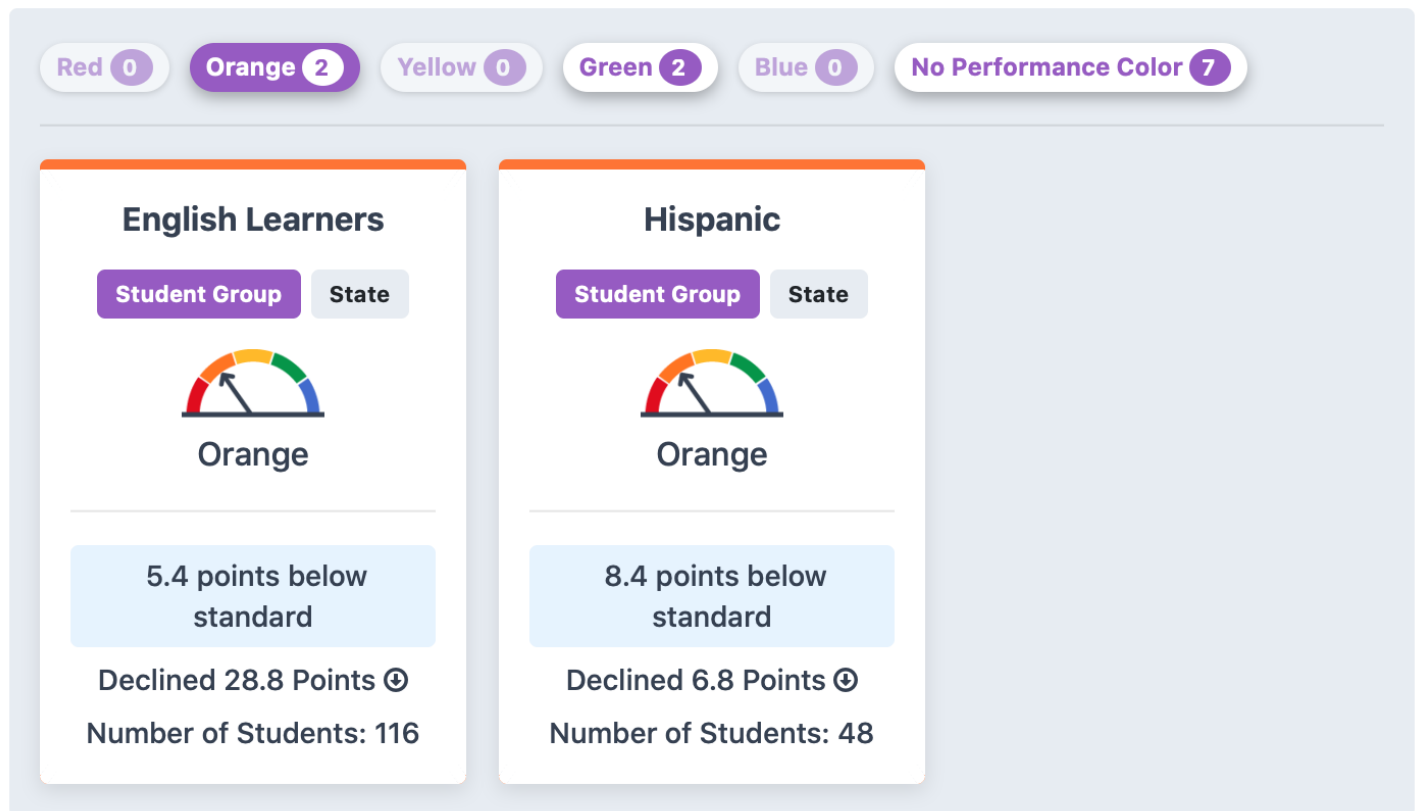 Red 0 Orange 2 Yellow 0 Green 2 Blue 0 No Performance Color 7
English Learners
Student Group State
Orange
5.4 points below
standard
Declined 28.8 Points
Number of Students: 116
Hispanic
Student Group State
Orange
8.4 points below
standard
Declined 6.8 Points
Number of Students: 48